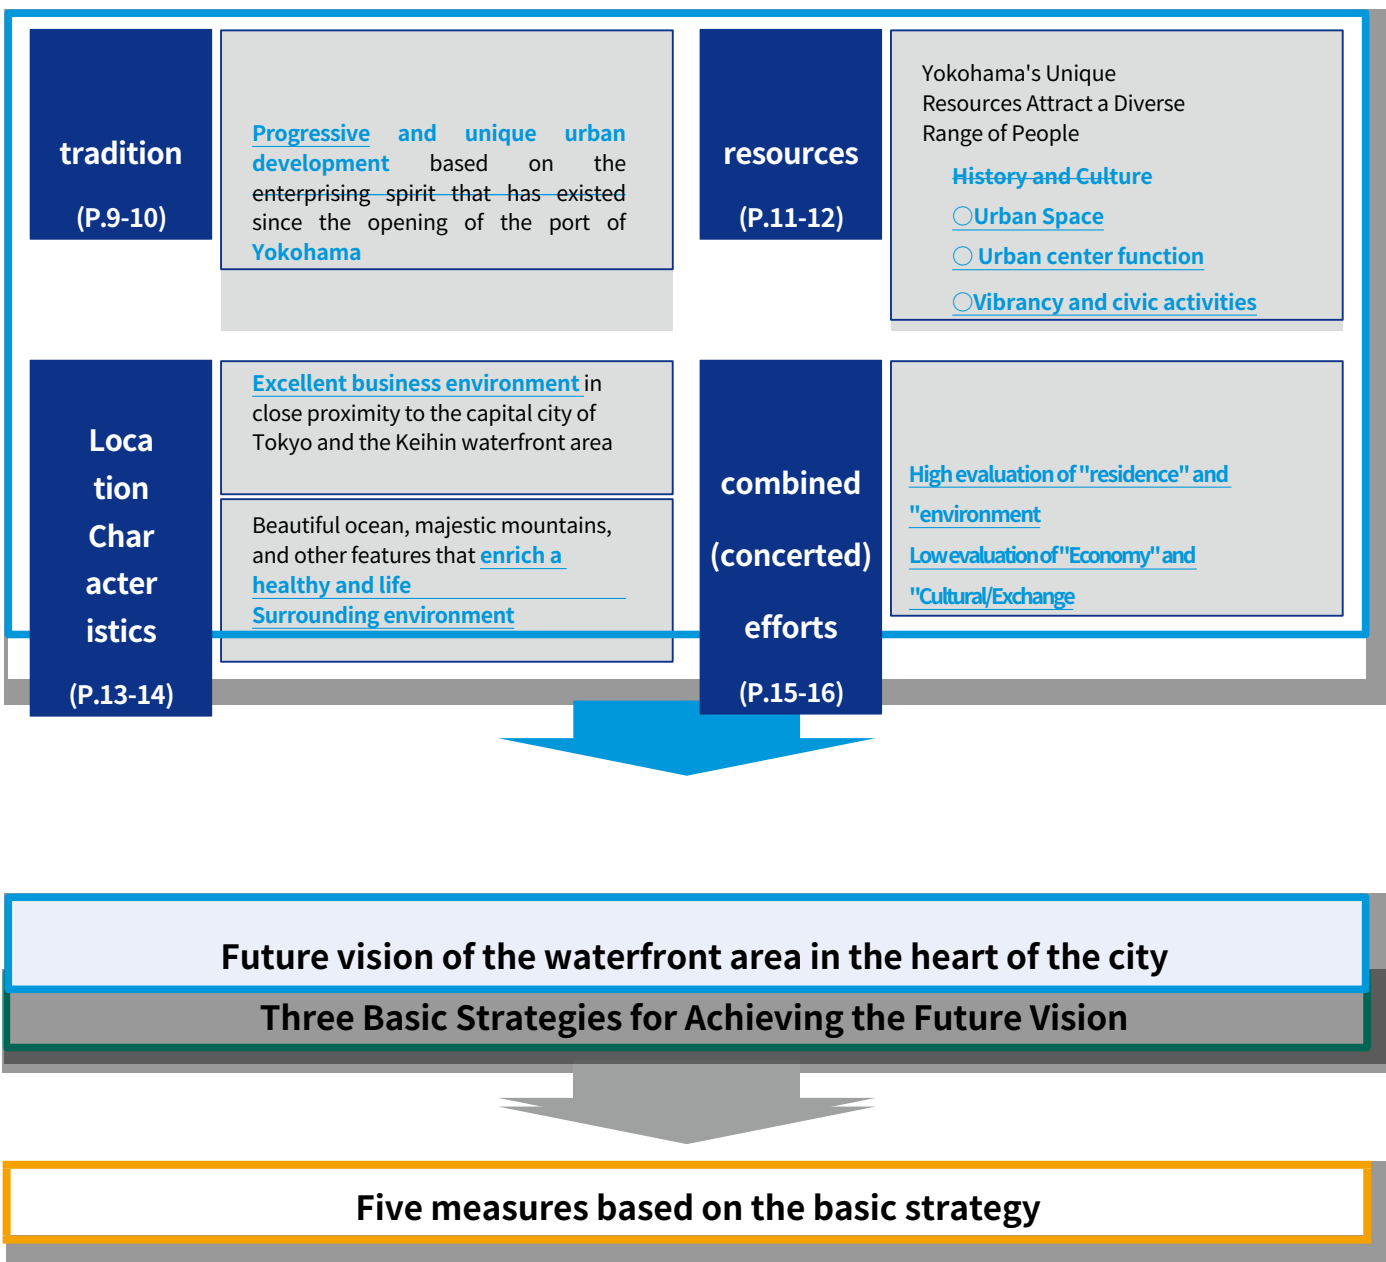 tradition
(P.9-10)
Progressive and unique urban
development based on the
enterprising spirit that has existed
since the opening of the port of
Yokohama
resources
(P.11-12)
Yokohama's Unique
Resources Attract a Diverse
Range of People
History and Culture
○Urban Space
○ Urban center function
○Vibrancy and civic activities
Loca
tion
Char
acter
istics
(P.13-14)
Excellent business environment in
close proximity to the capital city of
Tokyo and the Keihin waterfront area
Beautiful ocean, majestic mountains,
and other features that enrich a
healthy and life
Surrounding environment
combined
(concerted)
efforts
(P.15-16)
High evaluation of "residence" and
"environment
Low evaluation of "Economy" and
"Cultural/Exchange
Future vision of the waterfront area in the heart of the city
Three Basic Strategies for Achieving the Future Vision
Five measures based on the basic strategy